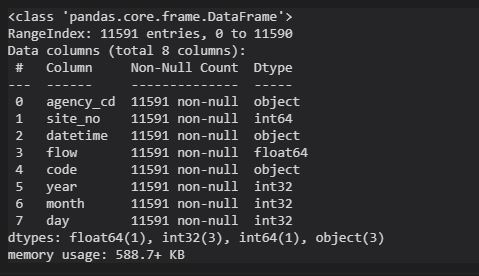 <class 'pandas.core.frame.DataFrame'>
RangeIndex: 11591 entries, 0 to 11590
Data columns (total 8 columns):
 #   Column     Non-Null Count  Dtype
---  ------     --------------  -----
 0   agency_cd  11591 non-null  object
 1   site_no    11591 non-null  int64
 2   datetime   11591 non-null  object
 3   flow       11591 non-null  float64
 4   code       11591 non-null  object
 5   year       11591 non-null  int32
 6   month      11591 non-null  int32
 7   day        11591 non-null  int32
dtypes: float64(1), int32(3), int64(1), object(3)
memory usage: 588.7+ KB